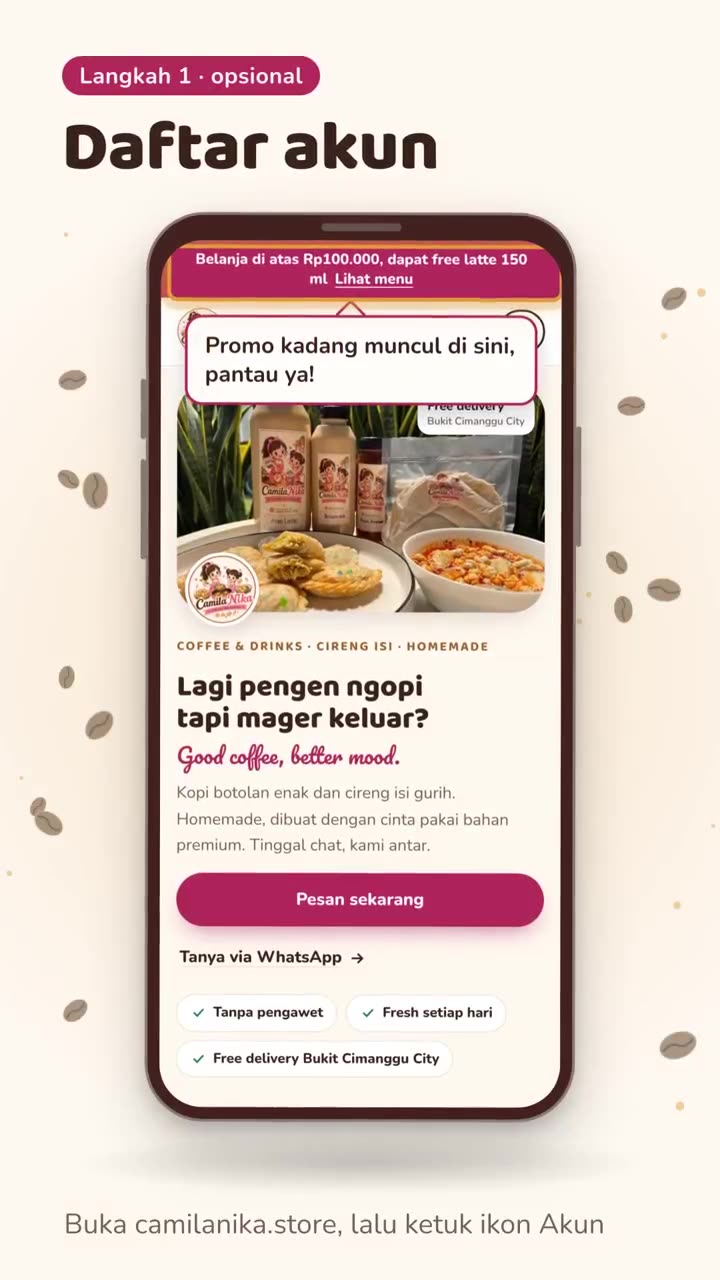 Langkah 1 · opsional
Daftar akun
Belanja di atas Rp100.000, dapat free latte 150
ml Lihat menu
Promo kadang muncul di sini,
pantau ya!
Free delivery
Bukit Cimanggu City
CamilaNika
CamilaNika
CamilaNika
COFFEE & DRINKS · CIRENG ISI · HOMEMADE
Lagi pengen ngopi
tapi mager keluar?
Good coffee, better mood.
Kopi botolan enak dan cireng isi gurih.
Homemade, dibuat dengan cinta pakai bahan
premium. Tinggal chat, kami antar.
Pesan sekarang
Tanya via WhatsApp →
✓ Tanpa pengawet
✓ Fresh setiap hari
✓ Free delivery Bukit Cimanggu City
Buka camilanika.store, lalu ketuk ikon Akun